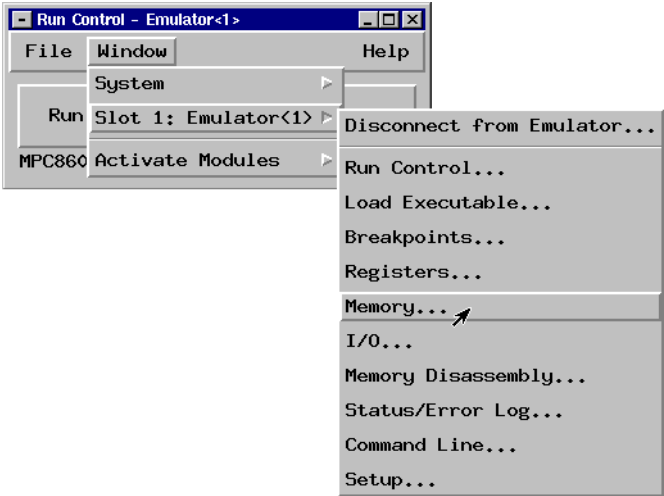 Run Control - Emulator<1>
File Window Help
System
Run Slot 1: Emulator<1>
MPC860 Activate Modules
Disconnect from Emulator...
Run Control...
Load Executable...
Breakpoints...
Registers...
Memory...
I/O...
Memory Disassembly...
Status/Error Log...
Command Line...
Setup...